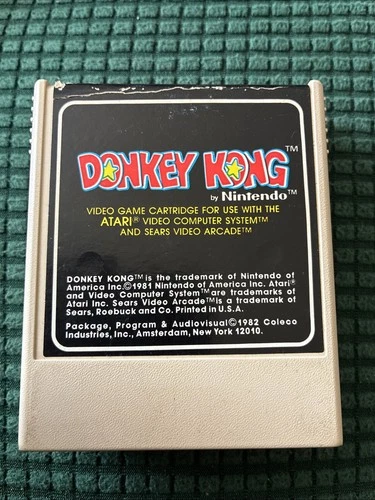 DONKEY KONG™
by Nintendo™
VIDEO GAME CARTRIDGE FOR USE WITH THE
ATARI® VIDEO COMPUTER SYSTEM™
AND SEARS VIDEO ARCADE™
DONKEY KONG™ is the trademark of Nintendo of
America Inc.©1981 Nintendo of America Inc. Atari®
and Video Computer System™ are trademarks of
Atari Inc. Sears Video Arcade™ is a trademark of
Sears, Roebuck and Co. Printed in U.S.A.
Package, Program & Audiovisual©1982 Coleco
Industries, Inc., Amsterdam, New York 12010.